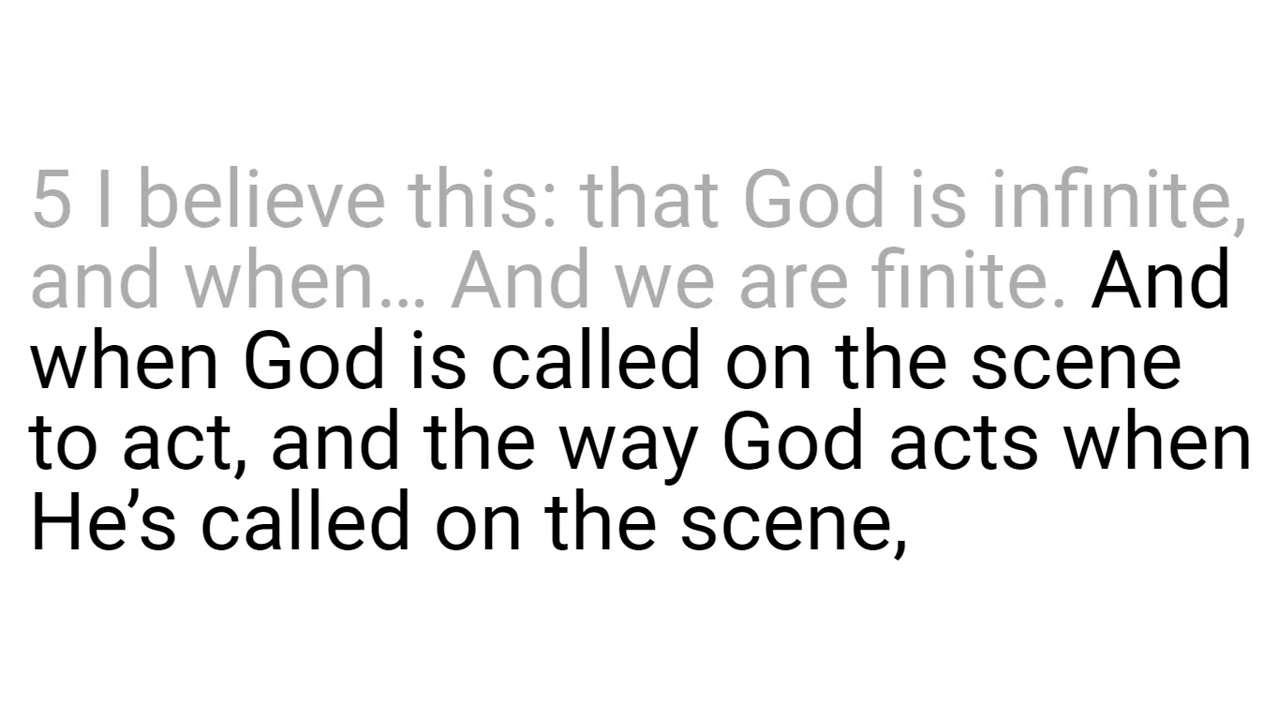 5 I believe this: that God is infinite,
and when… And we are finite. And
when God is called on the scene
to act, and the way God acts when
He’s called on the scene,